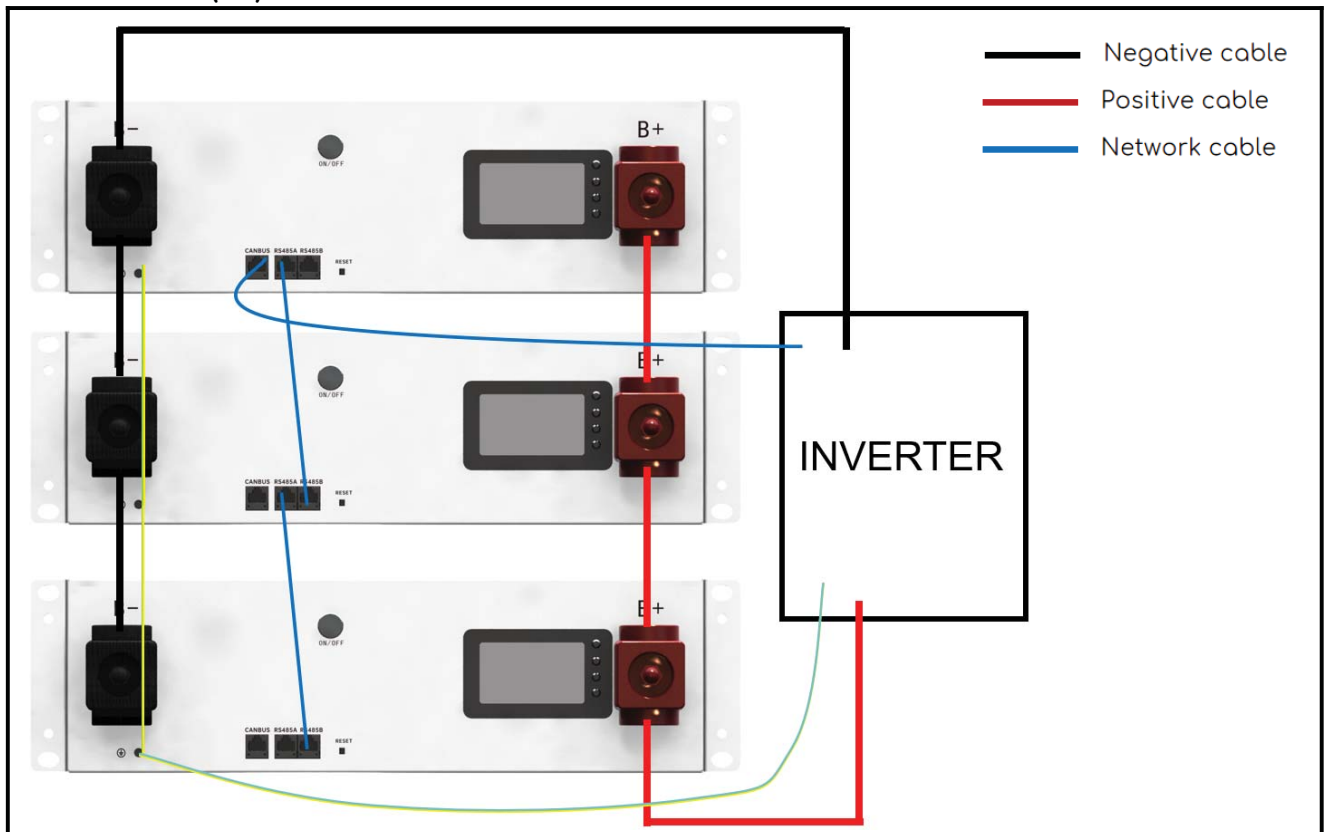 Negative cable
Positive cable
Network cable
B-
B+
ON/OFF
CANBUS RS485A RS485B
RESET
B-
B+
ON/OFF
INVERTER
CANBUS RS485A RS485B
RESET
B-
B+
ON/OFF
CANBUS RS485A RS485B
RESET